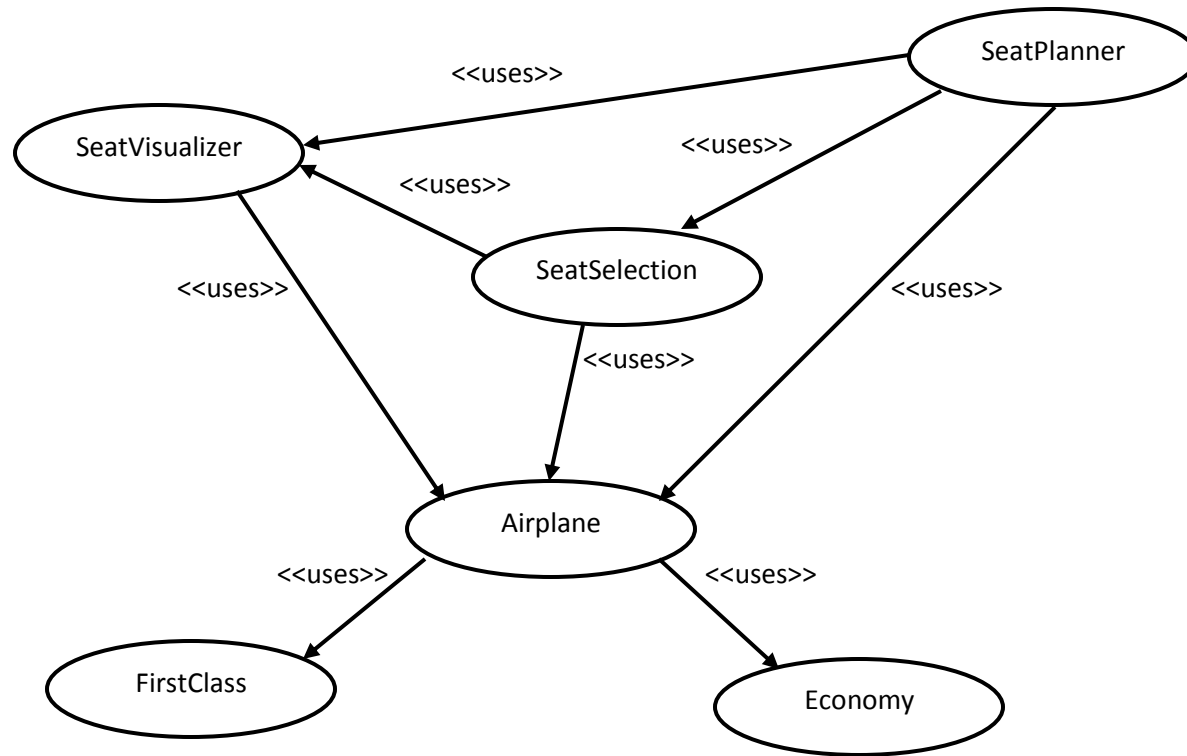 SeatPlanner
<<uses>>
SeatVisualizer
<<uses>>
<<uses>>
SeatSelection
<<uses>>
<<uses>>
<<uses>>
Airplane
<<uses>>
<<uses>>
FirstClass
Economy